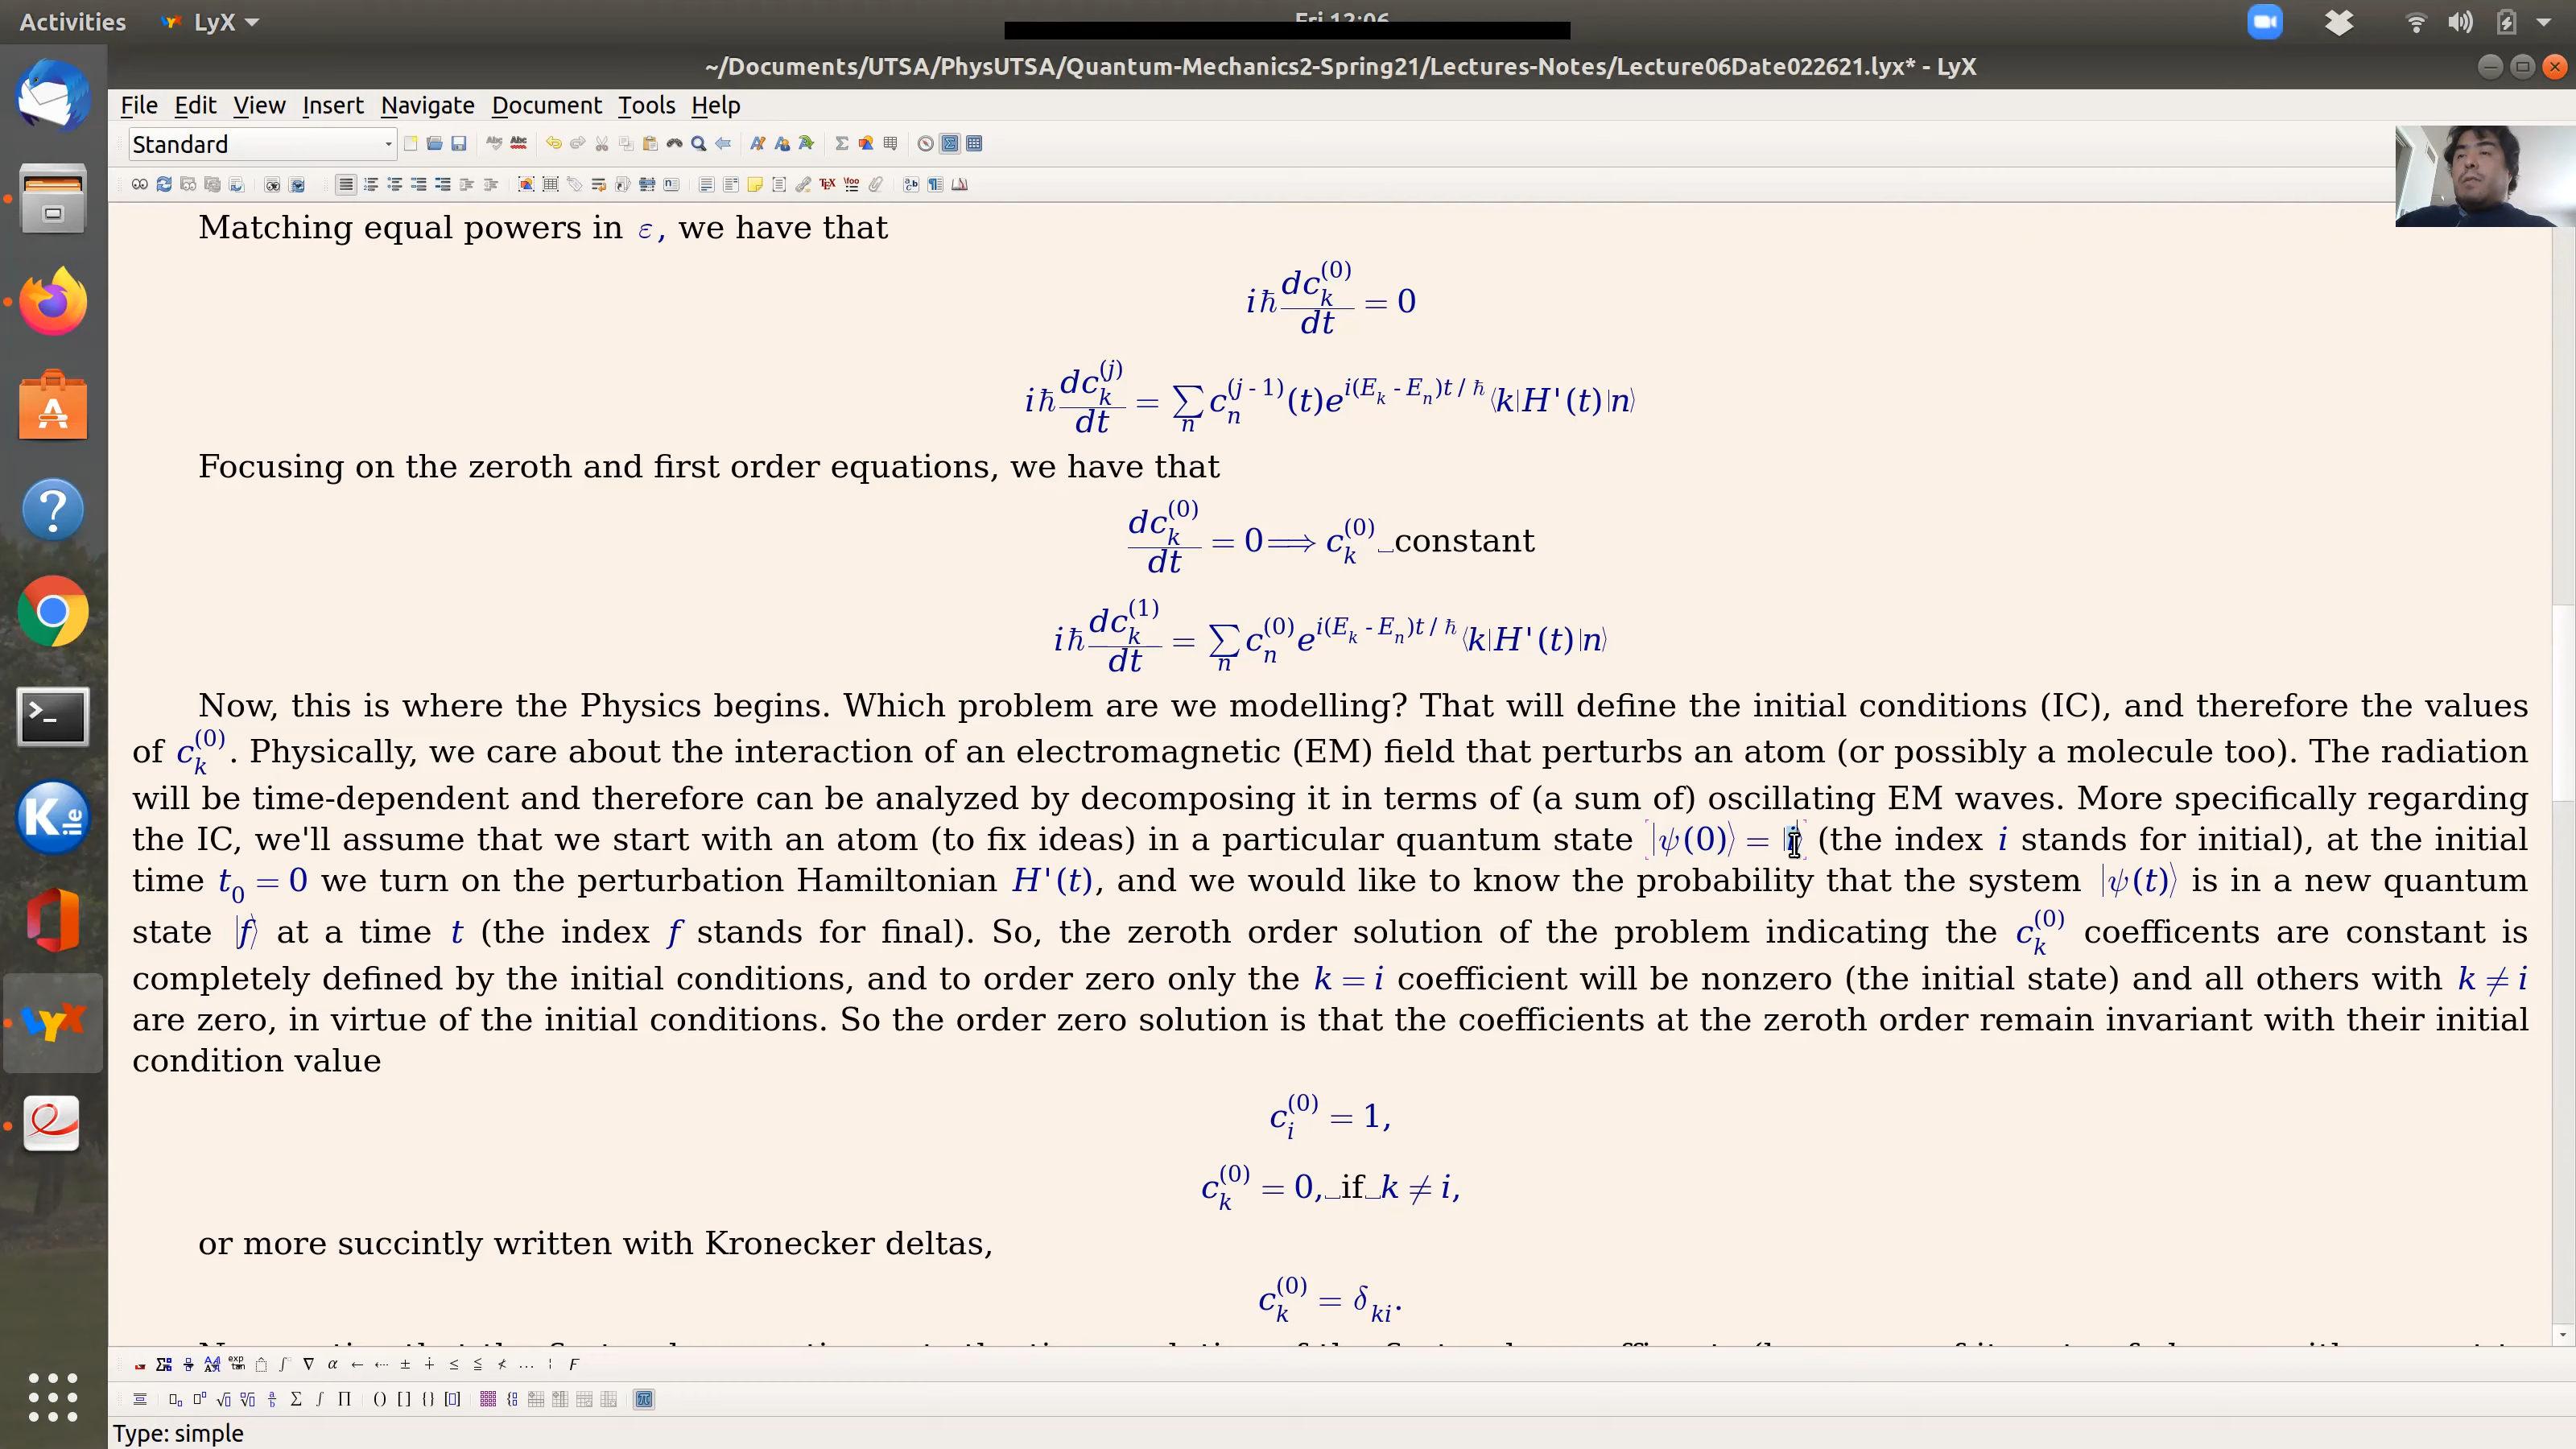 Activities LyX Fri 12:06
~/Documents/UTSA/PhysUTSA/Quantum-Mechanics2-Spring21/Lectures-Notes/Lecture06Date022621.lyx* - LyX
File Edit View Insert Navigate Document Tools Help
Standard
Matching equal powers in ε, we have that
iħ dc_k^(0)/dt = 0
iħ dc_k^(j)/dt = ∑_n c_n^(j - 1)(t)e^{i(E_k - E_n)t / ħ}⟨k|H'(t)|n⟩
Focusing on the zeroth and first order equations, we have that
dc_k^(0)/dt = 0 ⟹ c_k^(0)␣constant
iħ dc_k^(1)/dt = ∑_n c_n^(0) e^{i(E_k - E_n)t / ħ}⟨k|H'(t)|n⟩
Now, this is where the Physics begins. Which problem are we modelling? That will define the initial conditions (IC), and therefore the values
of c_k^(0). Physically, we care about the interaction of an electromagnetic (EM) field that perturbs an atom (or possibly a molecule too). The radiation
will be time-dependent and therefore can be analyzed by decomposing it in terms of (a sum of) oscillating EM waves. More specifically regarding
the IC, we'll assume that we start with an atom (to fix ideas) in a particular quantum state |ψ(0)⟩ = |i⟩ (the index i stands for initial), at the initial
time t_0 = 0 we turn on the perturbation Hamiltonian H'(t), and we would like to know the probability that the system |ψ(t)⟩ is in a new quantum
state |f⟩ at a time t (the index f stands for final). So, the zeroth order solution of the problem indicating the c_k^(0) coefficents are constant is
completely defined by the initial conditions, and to order zero only the k = i coefficient will be nonzero (the initial state) and all others with k ≠ i
are zero, in virtue of the initial conditions. So the order zero solution is that the coefficients at the zeroth order remain invariant with their initial
condition value
c_i^(0) = 1,
c_k^(0) = 0,␣if␣k ≠ i,
or more succintly written with Kronecker deltas,
c_k^(0) = δ_ki.
Type: simple